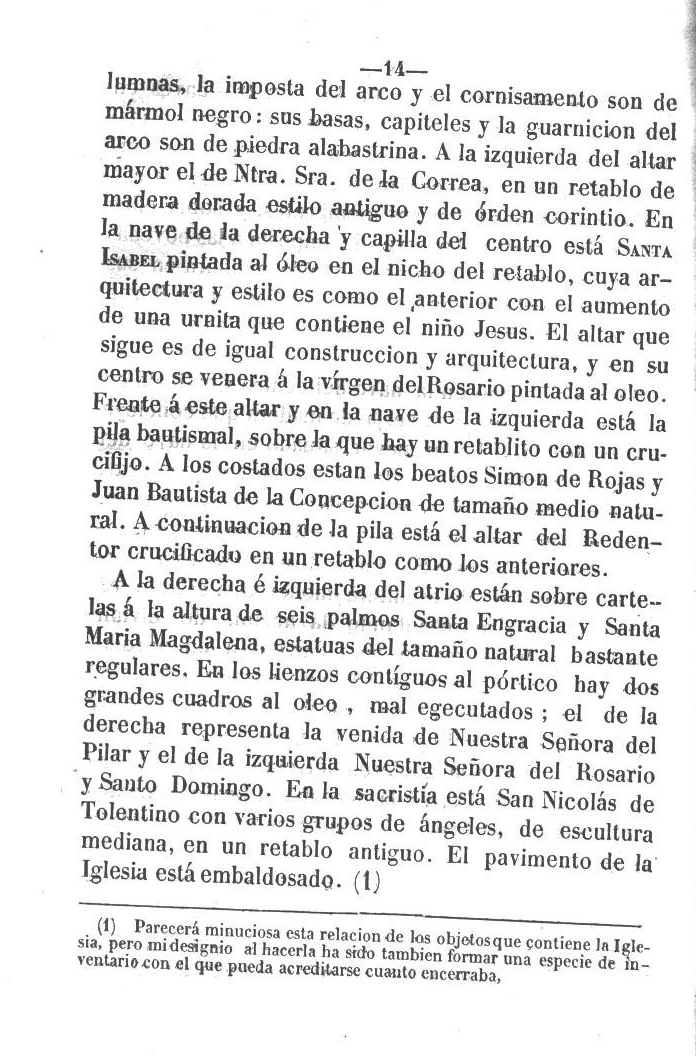 —14—
lumnas, la imposta del arco y el cornisamento son de
mármol negro: sus basas, capiteles y la guarnicion del
arco son de piedra alabastrina. A la izquierda del altar
mayor el de Ntra. Sra. de la Correa, en un retablo de
madera dorada estilo antiguo y de órden corintio. En
la nave de la derecha y capilla del centro está SANTA
ISABEL pintada al óleo en el nicho del retablo, cuya ar-
quitectura y estilo es como el anterior con el aumento
de una urnita que contiene el niño Jesus. El altar que
sigue es de igual construccion y arquitectura, y en su
centro se venera á la vírgen del Rosario pintada al oleo.
Frente á este altar y en la nave de la izquierda está la
pila bautismal, sobre la que hay un retablito con un cru-
cifijo. A los costados estan los beatos Simon de Rojas y
Juan Bautista de la Concepcion de tamaño medio natu-
ral. A continuacion de la pila está el altar del Reden-
tor crucificado en un retablo como los anteriores.
A la derecha é izquierda del atrio están sobre carte-
las á la altura de seis palmos Santa Engracia y Santa
Maria Magdalena, estatuas del tamaño natural bastante
regulares. En los lienzos contíguos al pórtico hay dos
grandes cuadros al oleo, mal egecutados; el de la
derecha representa la venida de Nuestra Señora del
Pilar y el de la izquierda Nuestra Señora del Rosario
y Santo Domingo. En la sacristía está San Nicolás de
Tolentino con varios grupos de ángeles, de escultura
mediana, en un retablo antiguo. El pavimento de la
Iglesia está embaldosado. (1)
(1) Parecerá minuciosa esta relacion de los objetos que contiene la Igle-
sia, pero mi designio al hacerla ha sido tambien formar una especie de in-
ventario con el que pueda acreditarse cuanto encerraba,